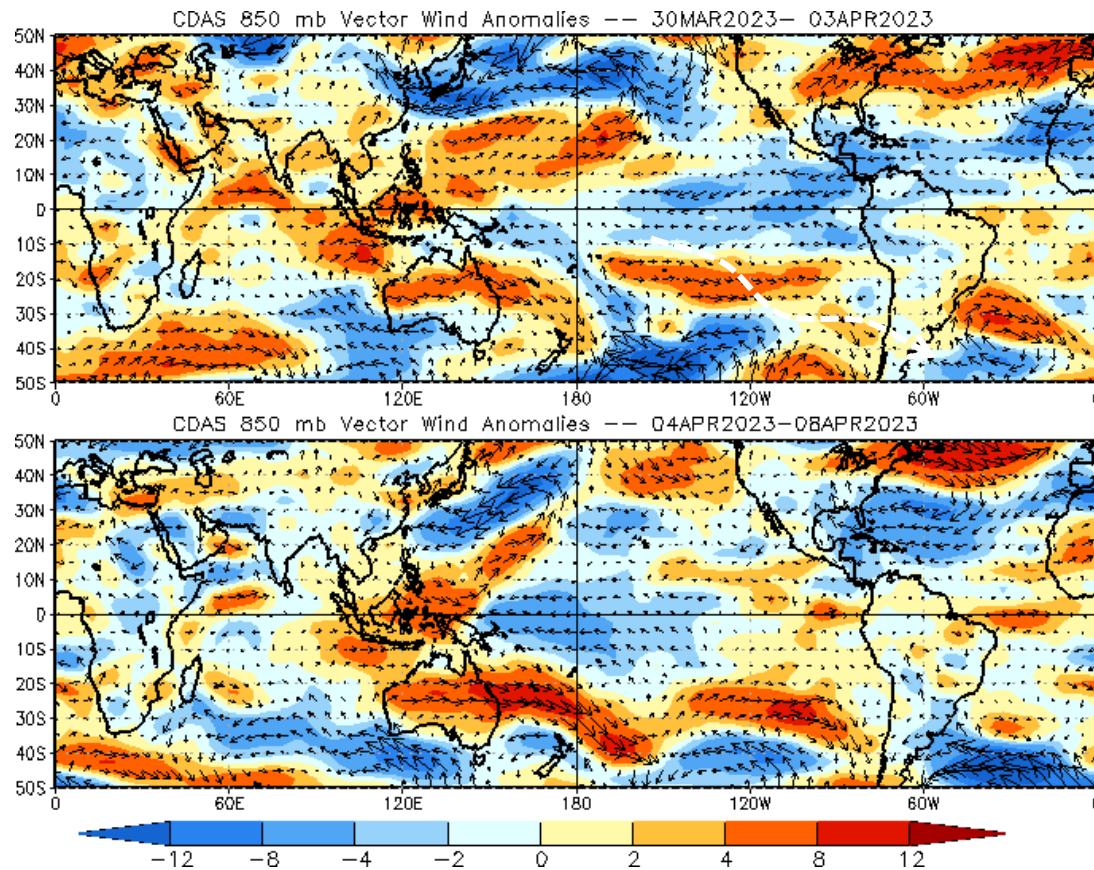 CDAS 850 mb Vector Wind Anomalies -- 30MAR2023- 03APR2023
50N
40N
30N
20N
10N
0
10S
20S
30S
40S
50S
0 60E 120E 180 120W 60W 0
CDAS 850 mb Vector Wind Anomalies -- 04APR2023-08APR2023
50N
40N
30N
20N
10N
0
10S
20S
30S
40S
50S
0 60E 120E 180 120W 60W 0
-12 -8 -4 -2 0 2 4 8 12